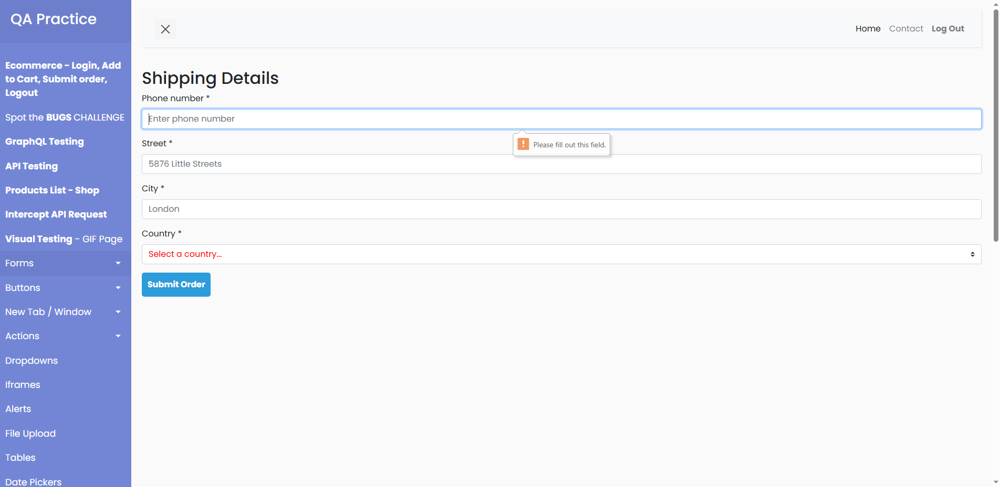 QA Practice
Ecommerce - Login, Add
to Cart, Submit order,
Logout
Spot the BUGS CHALLENGE
GraphQL Testing
API Testing
Products List - Shop
Intercept API Request
Visual Testing - GIF Page
Forms
Buttons
New Tab / Window
Actions
Dropdowns
Iframes
Alerts
File Upload
Tables
Date Pickers
Home Contact Log Out
Shipping Details
Phone number *
Enter phone number
Please fill out this field.
Street *
5876 Little Streets
City *
London
Country *
Select a country...
Submit Order